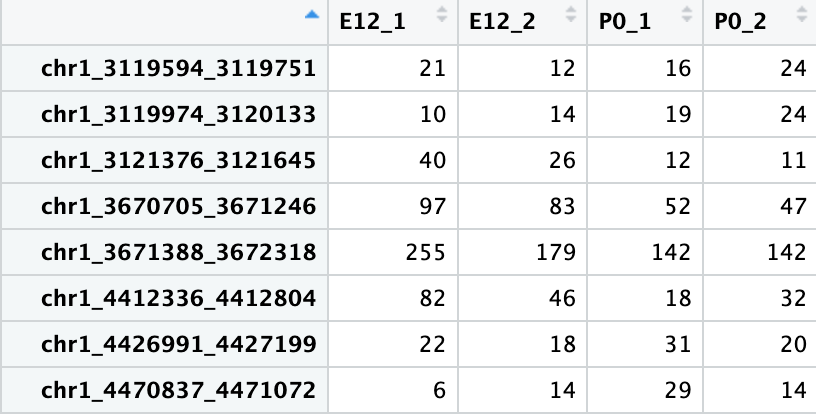 E12_1 E12_2 P0_1 P0_2
chr1_3119594_3119751 21 12 16 24
chr1_3119974_3120133 10 14 19 24
chr1_3121376_3121645 40 26 12 11
chr1_3670705_3671246 97 83 52 47
chr1_3671388_3672318 255 179 142 142
chr1_4412336_4412804 82 46 18 32
chr1_4426991_4427199 22 18 31 20
chr1_4470837_4471072 6 14 29 14